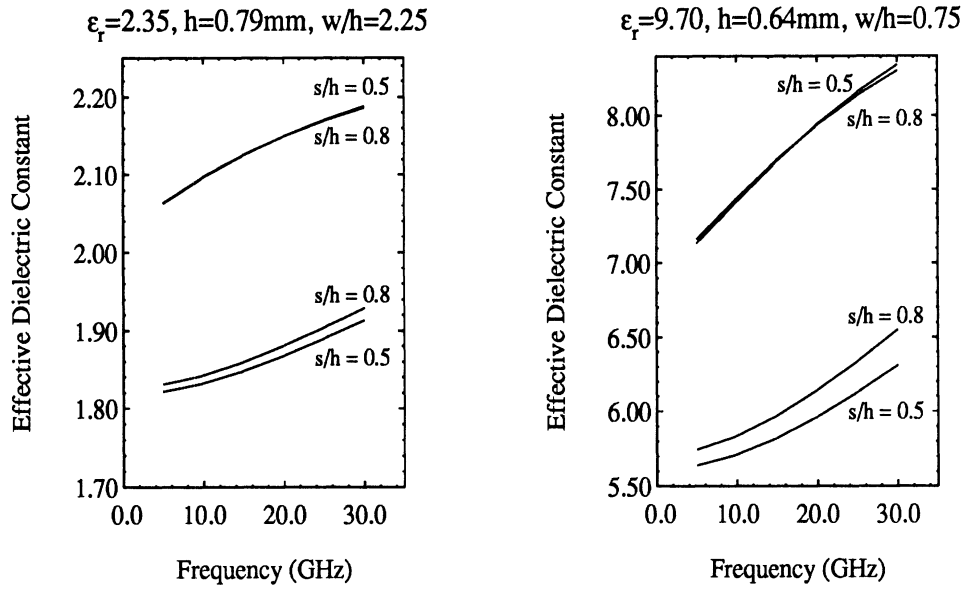 εr=2.35, h=0.79mm, w/h=2.25
Effective Dielectric Constant
2.20
2.10
2.00
1.90
1.80
1.70
s/h = 0.5
s/h = 0.8
s/h = 0.8
s/h = 0.5
0.0 10.0 20.0 30.0
Frequency (GHz)
εr=9.70, h=0.64mm, w/h=0.75
Effective Dielectric Constant
8.00
7.50
7.00
6.50
6.00
5.50
s/h = 0.5
s/h = 0.8
s/h = 0.8
s/h = 0.5
0.0 10.0 20.0 30.0
Frequency (GHz)